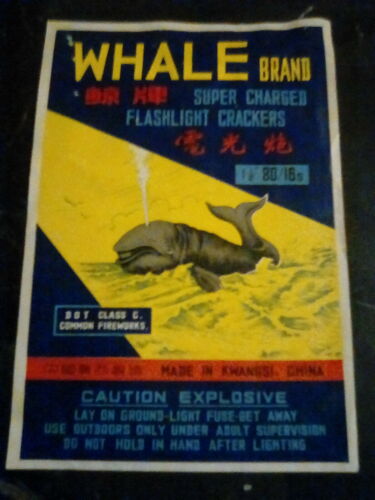 WHALE BRAND
鯨牌 SUPER CHARGED
FLASHLIGHT CRACKERS
電光炮
80/16s
DOT CLASS C.
COMMON FIREWORKS.
MADE IN KWANGSI, CHINA
CAUTION EXPLOSIVE
LAY ON GROUND-LIGHT FUSE-GET AWAY
USE OUTDOORS ONLY UNDER ADULT SUPERVISION
DO NOT HOLD IN HAND AFTER LIGHTING